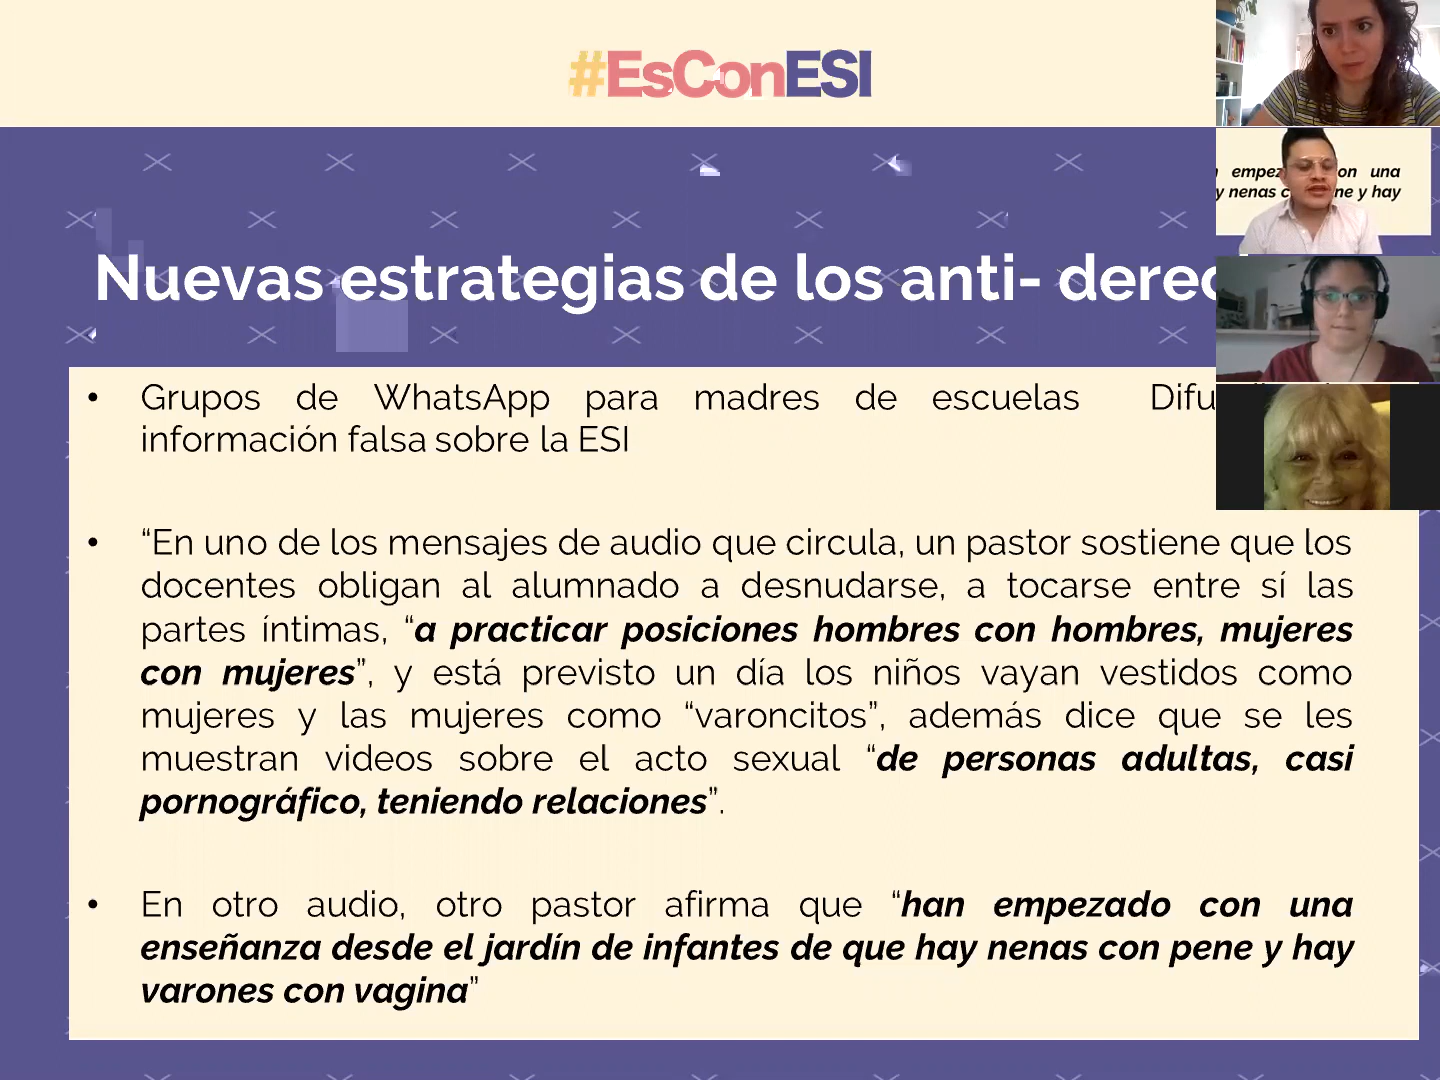 #EsConESI
Nuevas estrategias de los anti-
Grupos de WhatsApp para madres de escuelas
información falsa sobre la ESI
“En uno de los mensajes de audio que circula, un pastor sostiene que los
docentes obligan al alumnado a desnudarse, a tocarse entre sí las
partes íntimas, “a practicar posiciones hombres con hombres, mujeres
con mujeres”, y está previsto un día los niños vayan vestidos como
mujeres y las mujeres como “varoncitos”, además dice que se les
muestran videos sobre el acto sexual “de personas adultas, casi
pornográfico, teniendo relaciones”.
En otro audio, otro pastor afirma que “han empezado con una
enseñanza desde el jardín de infantes de que hay nenas con pene y hay
varones con vagina”
on una
y nenas
y hay